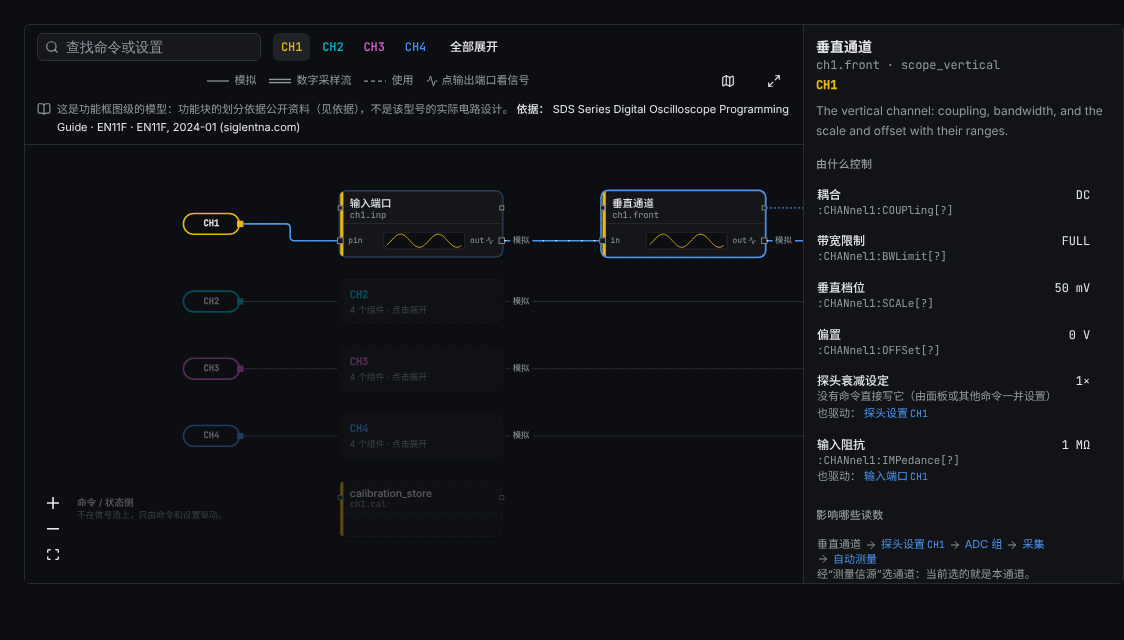 查找命令或设置
CH1 CH2 CH3 CH4 全部展开
模拟 数字采样流 使用 点输出端口看信号
这是功能框图级的模型：功能块的划分依据公开资料（见依据），不是该型号的实际电路设计。 依据： SDS Series Digital Oscilloscope Programming
Guide · EN11F · EN11F, 2024-01 (siglentna.com)
CH1
输入端口
ch1.inp
pin
out
模拟
垂直通道
ch1.front
in
out
模拟
CH2
CH2
4 个组件 · 点击展开
模拟
CH3
CH3
4 个组件 · 点击展开
模拟
CH4
CH4
4 个组件 · 点击展开
模拟
calibration_store
ch1.cal
命令 / 状态侧
不在信号流上，只由命令和设置驱动。
垂直通道
ch1.front · scope_vertical
CH1
The vertical channel: coupling, bandwidth, and the
scale and offset with their ranges.
由什么控制
耦合 DC
:CHANnel1:COUPling[?]
带宽限制 FULL
:CHANnel1:BWLimit[?]
垂直档位 50 mV
:CHANnel1:SCALe[?]
偏置 0 V
:CHANnel1:OFFSet[?]
探头衰减设定 1×
没有命令直接写它（由面板或其他命令一并设置）
也驱动： 探头设置 CH1
输入阻抗 1 MΩ
:CHANnel1:IMPedance[?]
也驱动： 输入端口 CH1
影响哪些读数
垂直通道 → 探头设置 CH1 → ADC 组 → 采集
→ 自动测量
经“测量信源”选通道：当前选的就是本通道。